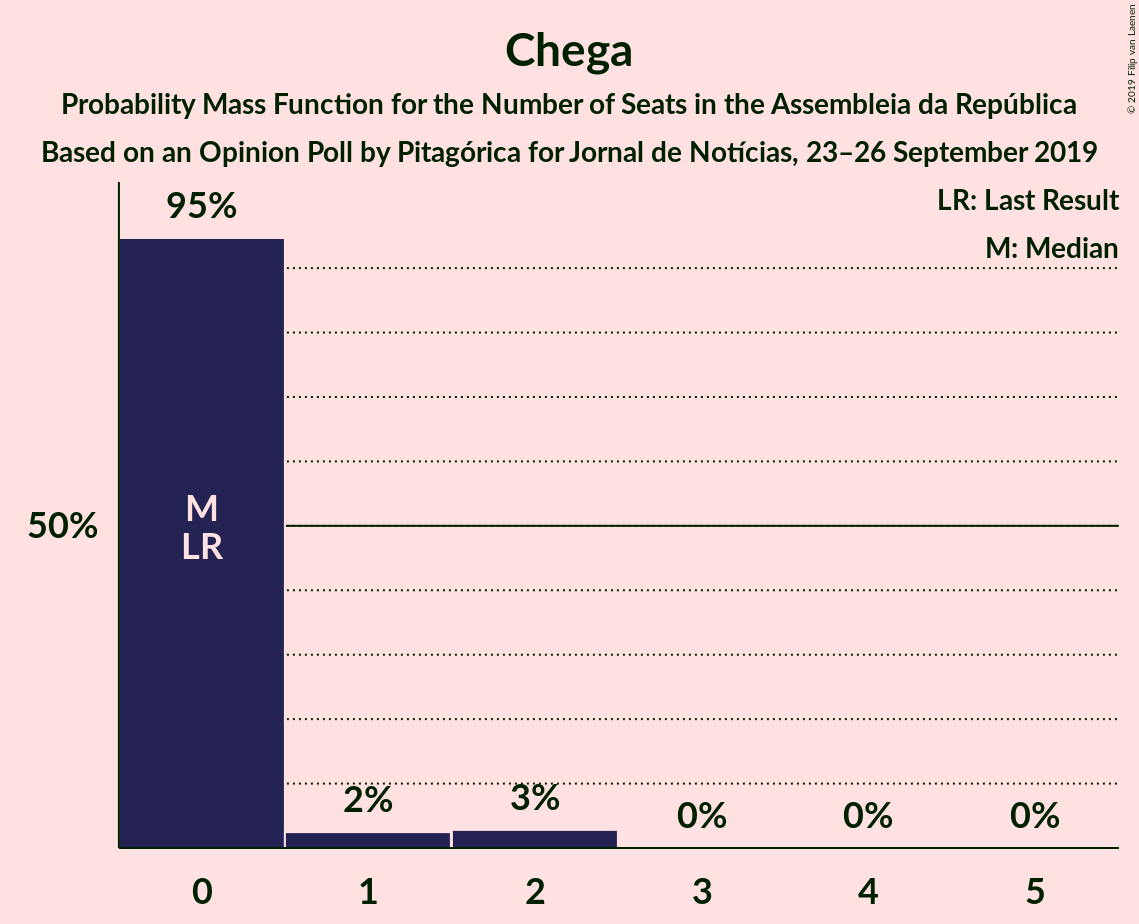 Chega
Probability Mass Function for the Number of Seats in the Assembleia da República
Based on an Opinion Poll by Pitagórica for Jornal de Notícias, 23–26 September 2019
© 2019 Filip van Laenen
LR: Last Result
M: Median
95%
M
LR
50%
2%
3%
0%
0%
0%
0
1
2
3
4
5